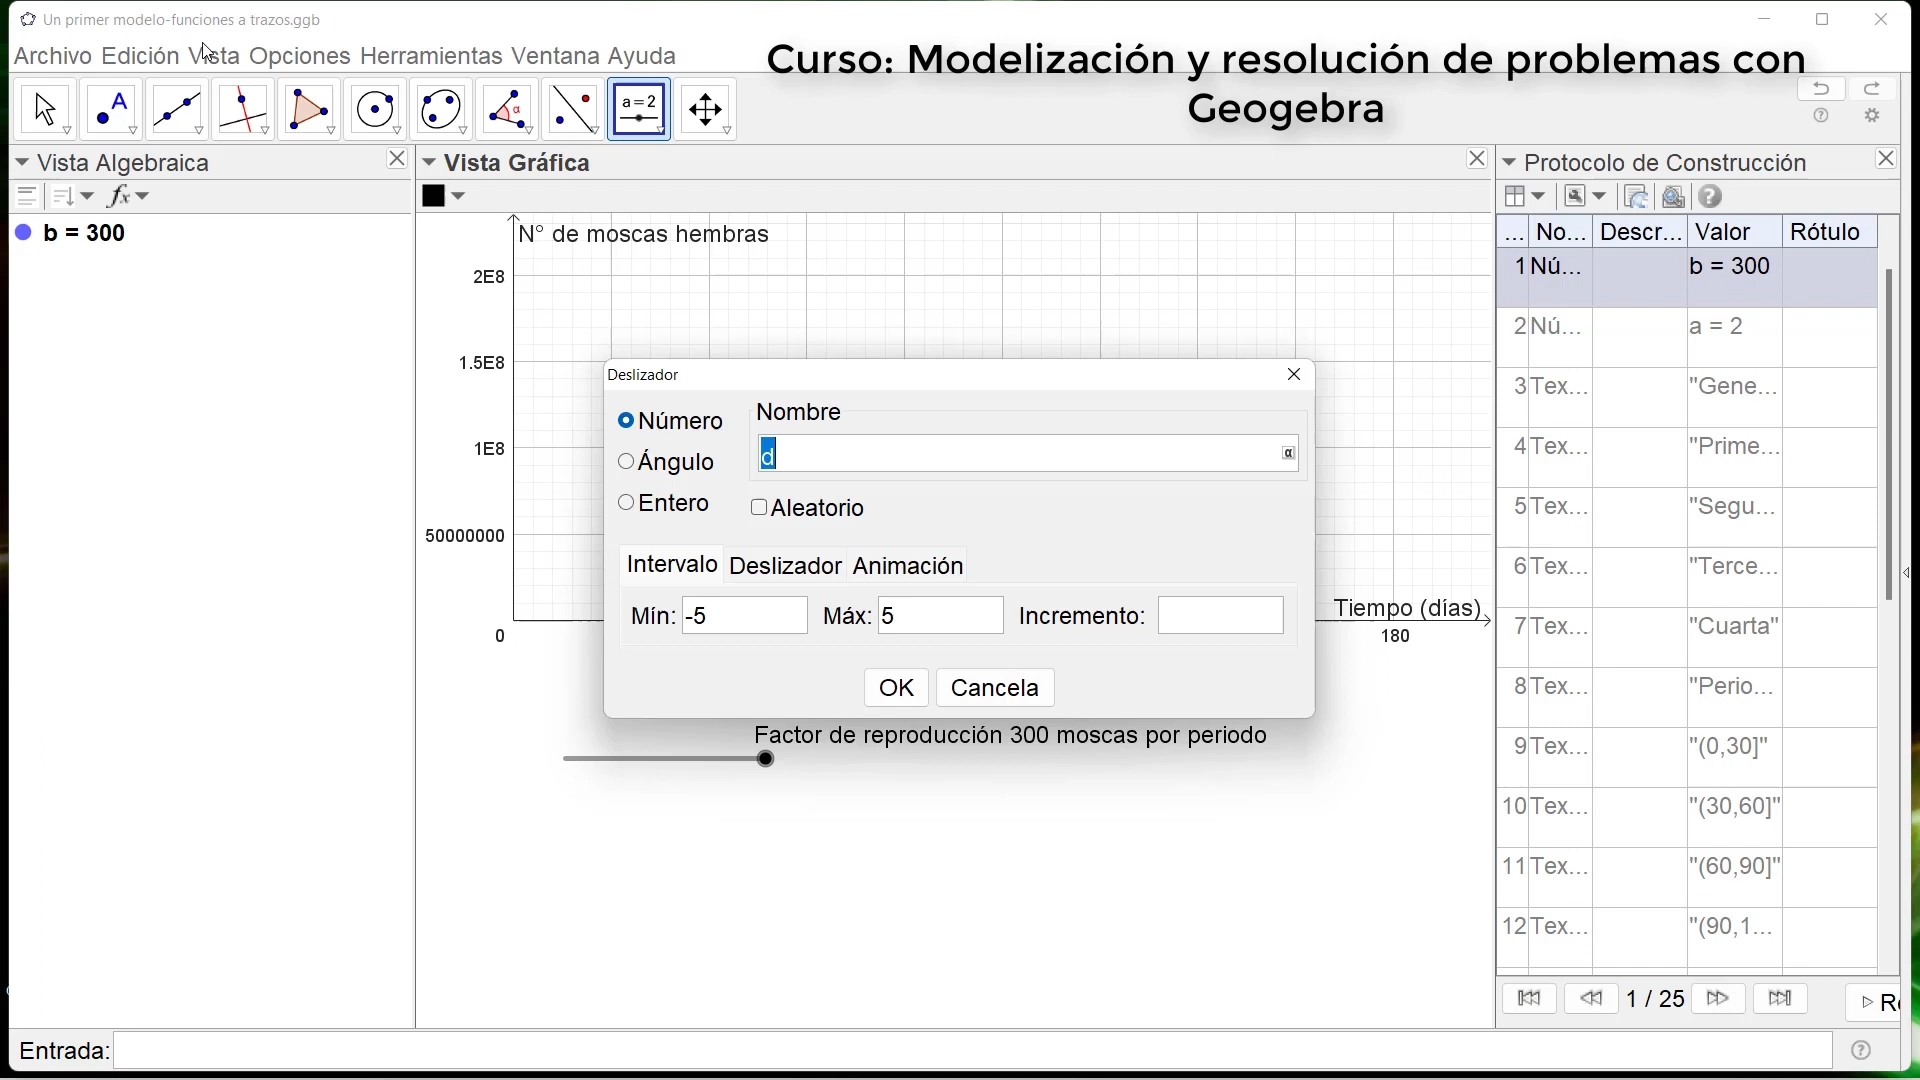 Un primer modelo-funciones a trazos.ggb
Archivo Edición Vista Opciones Herramientas Ventana Ayuda
Curso: Modelización y resolución de problemas con
Geogebra
A
α
a=2
Vista Algebraica
Vista Gráfica
Protocolo de Construcción
fx
b = 300
N° de moscas hembras
2E8
1.5E8
1E8
50000000
0
Tiempo (días)
180
Deslizador
Número
Ángulo
Entero
Nombre
d
α
Aleatorio
Intervalo Deslizador Animación
Mín: -5 Máx: 5 Incremento:
OK Cancela
Factor de reproducción 300 moscas por periodo
... No... Descr... Valor Rótulo
1 Nú... b = 300
2 Nú... a = 2
3 Tex... "Gene...
4 Tex... "Prime...
5 Tex... "Segu...
6 Tex... "Terce...
7 Tex... "Cuarta"
8 Tex... "Perio...
9 Tex... "(0,30]"
10 Tex... "(30,60]"
11 Tex... "(60,90]"
12 Tex... "(90,1...
1 / 25
Entrada: